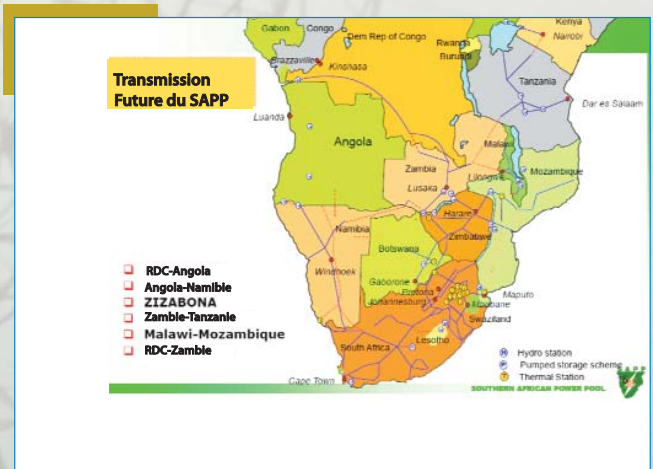 Gabon
Congo
Dem Rep of Congo
Kenya
Nairobi
Rwanda
Burundi
Brazzaville
Kinshasa
Transmission
Future du SAPP
Tanzania
Dar es Salaam
Luanda
Angola
Malawi
Zambia
Lilongwe
Mozambique
Lusaka
Harare
Namibia
Zimbabwe
Botswana
Windhoek
RDC-Angola
Angola-Namibie
ZIZABONA
Zambie-Tanzanie
Malawi-Mozambique
RDC-Zambie
Gaborone
Pretoria
Johannesburg
Maputo
Mbabane
Swaziland
South Africa
Lesotho
Cape Town
H Hydro station
P Pumped storage scheme
T Thermal Station
SOUTHERN AFRICAN POWER POOL